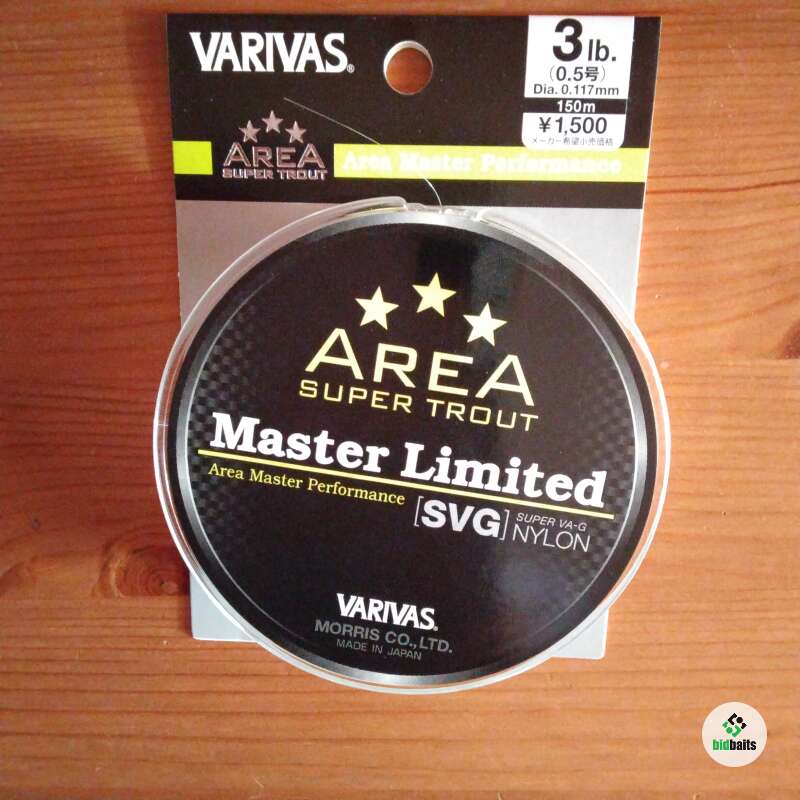 VARIVAS®
3 lb.
(0.5号)
Dia. 0.117mm
150m
¥1,500
メーカー希望小売価格
AREA
SUPER TROUT
Area Master Performance
AREA
SUPER TROUT
Master Limited
Area Master Performance
[SVG] SUPER VA-G
NYLON
VARIVAS®
MORRIS CO., LTD.
MADE IN JAPAN
bidbaits